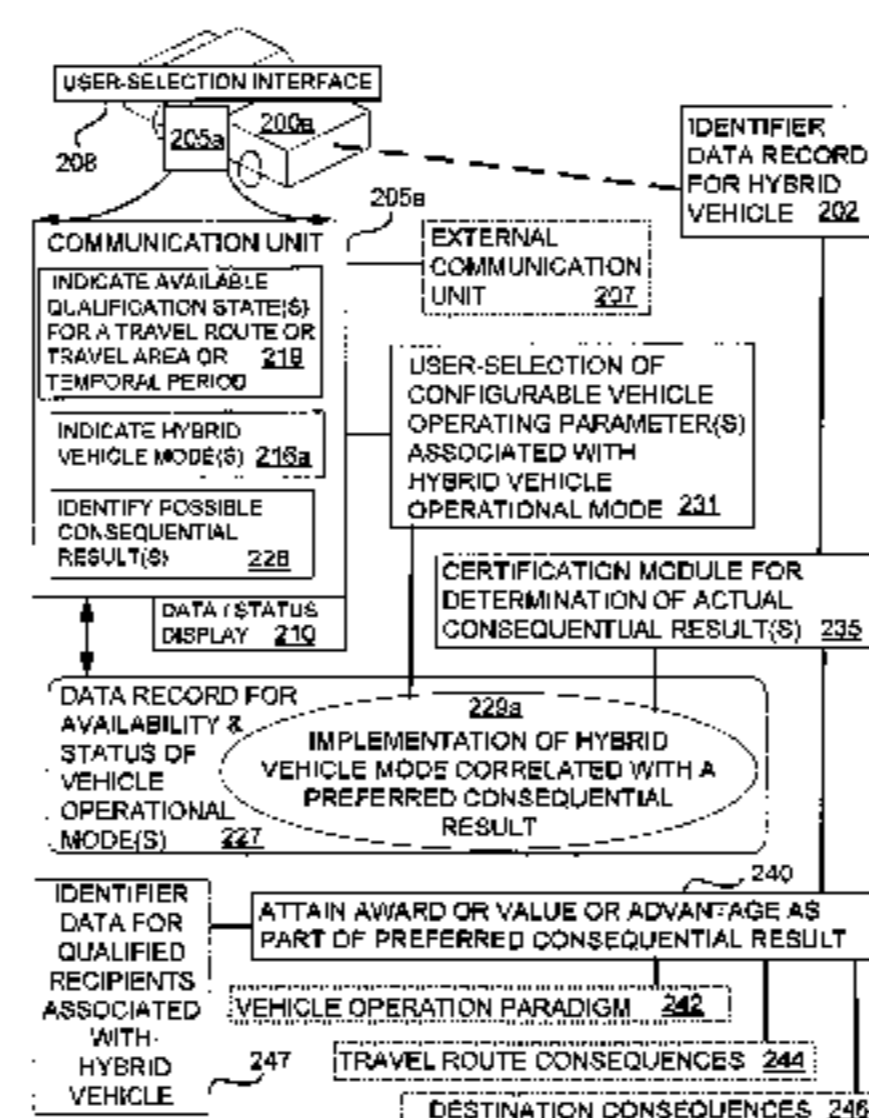 USER-SELECTION INTERFACE
208
205a
200a
IDENTIFIER
DATA RECORD
FOR HYBRID
VEHICLE 202
205a
COMMUNICATION UNIT
EXTERNAL
COMMUNICATION
UNIT 207
INDICATE AVAILABLE
QUALIFICATION STATE(S)
FOR A TRAVEL ROUTE OR
TRAVEL AREA OR 219
TEMPORAL PERIOD
INDICATE HYBRID
VEHICLE MODE(S) 216a
IDENTIFY POSSIBLE
CONSEQUENTIAL
RESULT(S) 228
USER-SELECTION OF
CONFIGURABLE VEHICLE
OPERATING PARAMETER(S)
ASSOCIATED WITH
HYBRID VEHICLE
OPERATIONAL MODE 231
DATA / STATUS
DISPLAY 210
CERTIFICATION MODULE FOR
DETERMINATION OF ACTUAL
CONSEQUENTUAL RESULT(S) 235
DATA RECORD FOR
AVAILABILITY &
STATUS OF
VEHICLE
OPERATIONAL
MODE(S) 227
229a
IMPLEMENTATION OF HYBRID
VEHICLE MODE CORRELATED WITH A
PREFERRED CONSEQUENTIAL
RESULT
240
IDENTIFIER
DATA FOR
QUALIFIED
RECIPIENTS
ASSOCIATED
WITH
HYBRID
VEHICLE
247
ATTAIN AWARD OR VALUE OR ADVANTAGE AS
PART OF PREFERRED CONSEQUENTIAL RESULT
VEHICLE OPERATION PARADIGM 242
TRAVEL ROUTE CONSEQUENCES 244
DESTINATION CONSEQUENCES 246